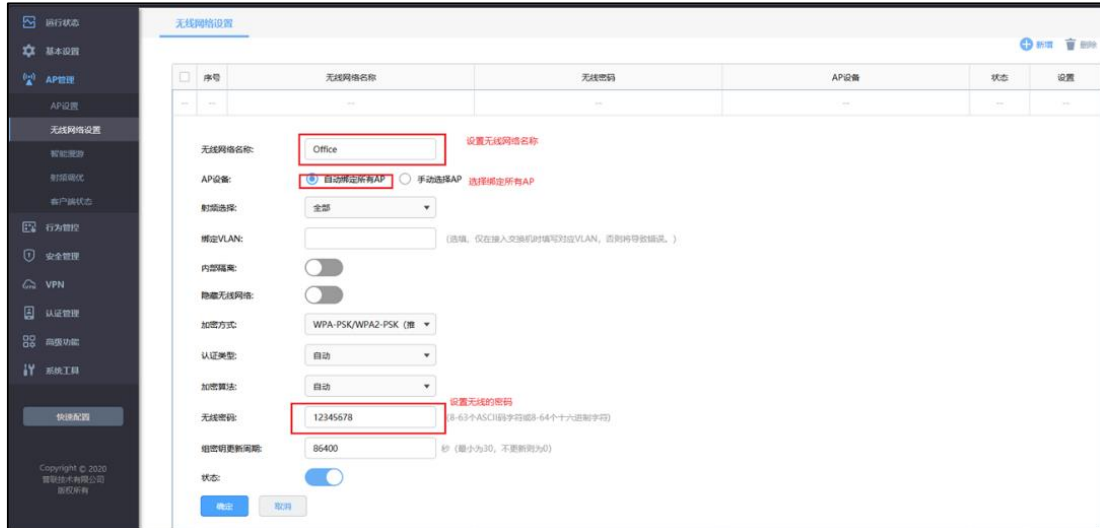 运行状态
基本设置
AP管理
AP设置
无线网络设置
智能漫游
射频调优
客户端状态
行为管控
安全管理
VPN
认证管理
高级功能
系统工具
快速配置
Copyright © 2020
普联技术有限公司
版权所有
无线网络设置
新增 删除
序号 无线网络名称 无线密码 AP设备 状态 设置
-- -- -- -- -- -- --
无线网络名称: Office 设置无线网络名称
AP设备: 自动绑定所有AP 手动选择AP 选择绑定所有AP
射频选择: 全部
绑定VLAN: (选填，仅在接入交换机时填写对应VLAN，否则将导致错误。)
内部隔离:
隐藏无线网络:
加密方式: WPA-PSK/WPA2-PSK (推
认证类型: 自动
加密算法: 自动
设置无线的密码
无线密码: 12345678 (8-63个ASCII码字符或8-64个十六进制字符)
组密钥更新周期: 86400 秒 (最小为30，不更新则为0)
状态:
确定 取消